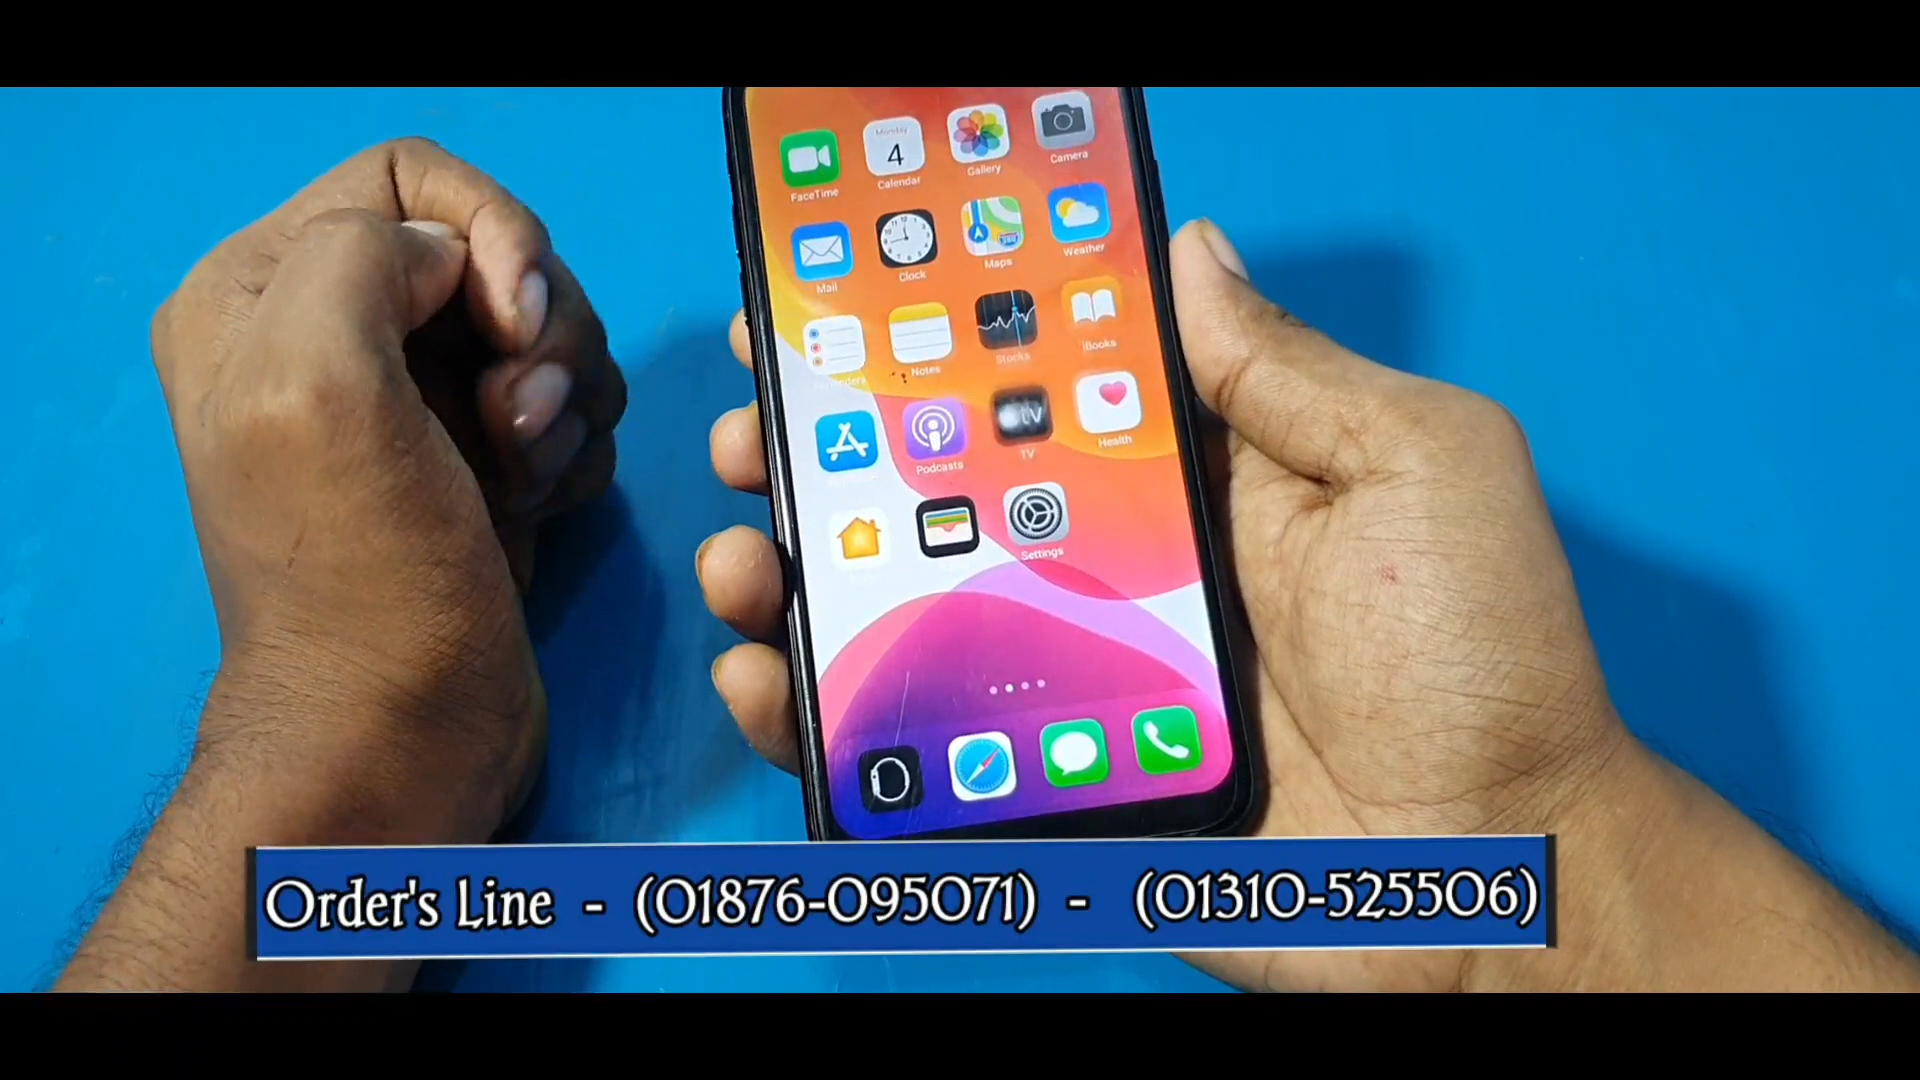 Monday
4
FaceTime
Calendar
Gallery
Camera
Mail
Clock
Maps
Weather
Reminders
Notes
Stocks
iBooks
Podcasts
tv
TV
Health
Settings
Order's Line - (01876-095071) - (01310-525506)